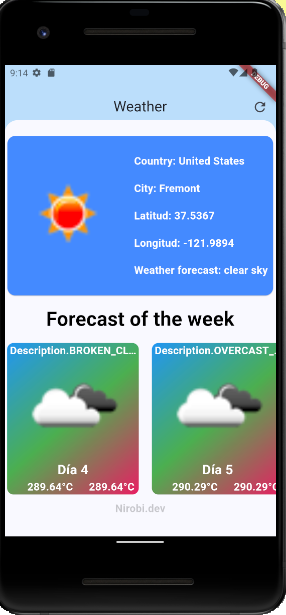 9:14
DEBUG
Weather
Country: United States
City: Fremont
Latitud: 37.5367
Longitud: -121.9894
Weather forecast: clear sky
Forecast of the week
Description.BROKEN_CL...
Description.OVERCAST_...
Día 4
Día 5
289.64°C 289.64°C
290.29°C 290.29°C
Nirobi.dev